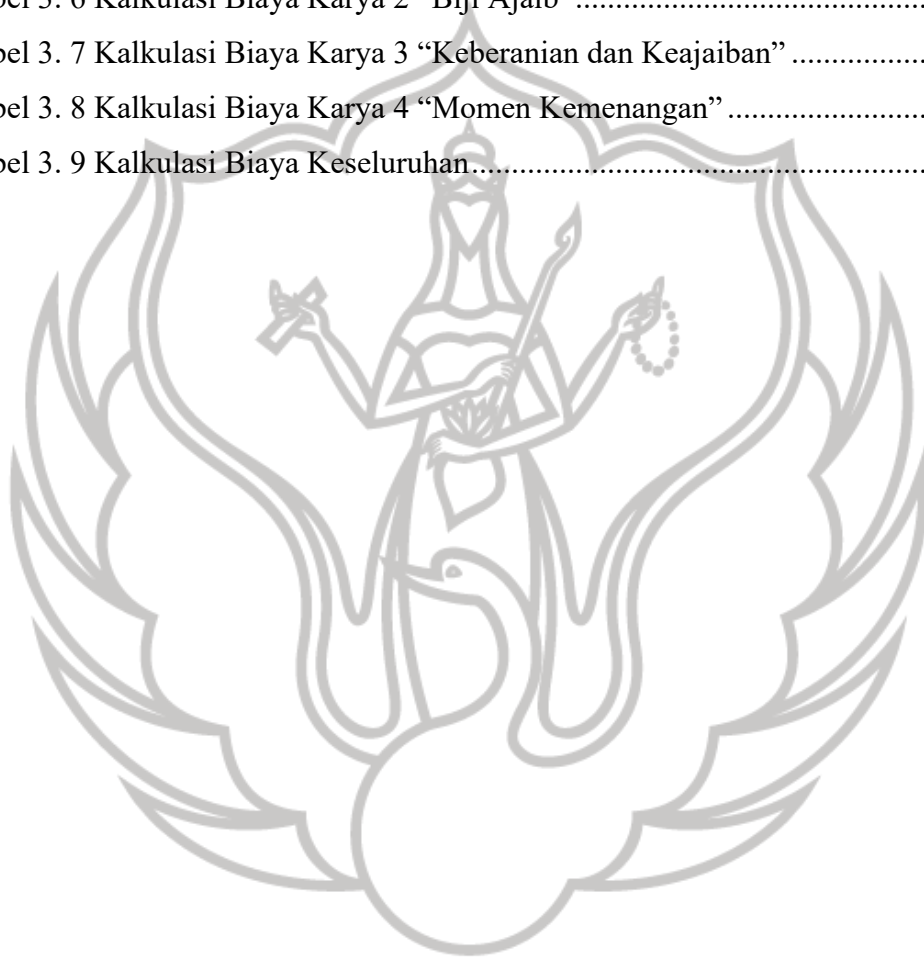 bel 3. 6 Kalkulasi Biaya Karya 2 “Biji Ajaib” ............................................
bel 3. 7 Kalkulasi Biaya Karya 3 “Keberanian dan Keajaiban” .................
bel 3. 8 Kalkulasi Biaya Karya 4 “Momen Kemenangan” .........................
bel 3. 9 Kalkulasi Biaya Keseluruhan.........................................................